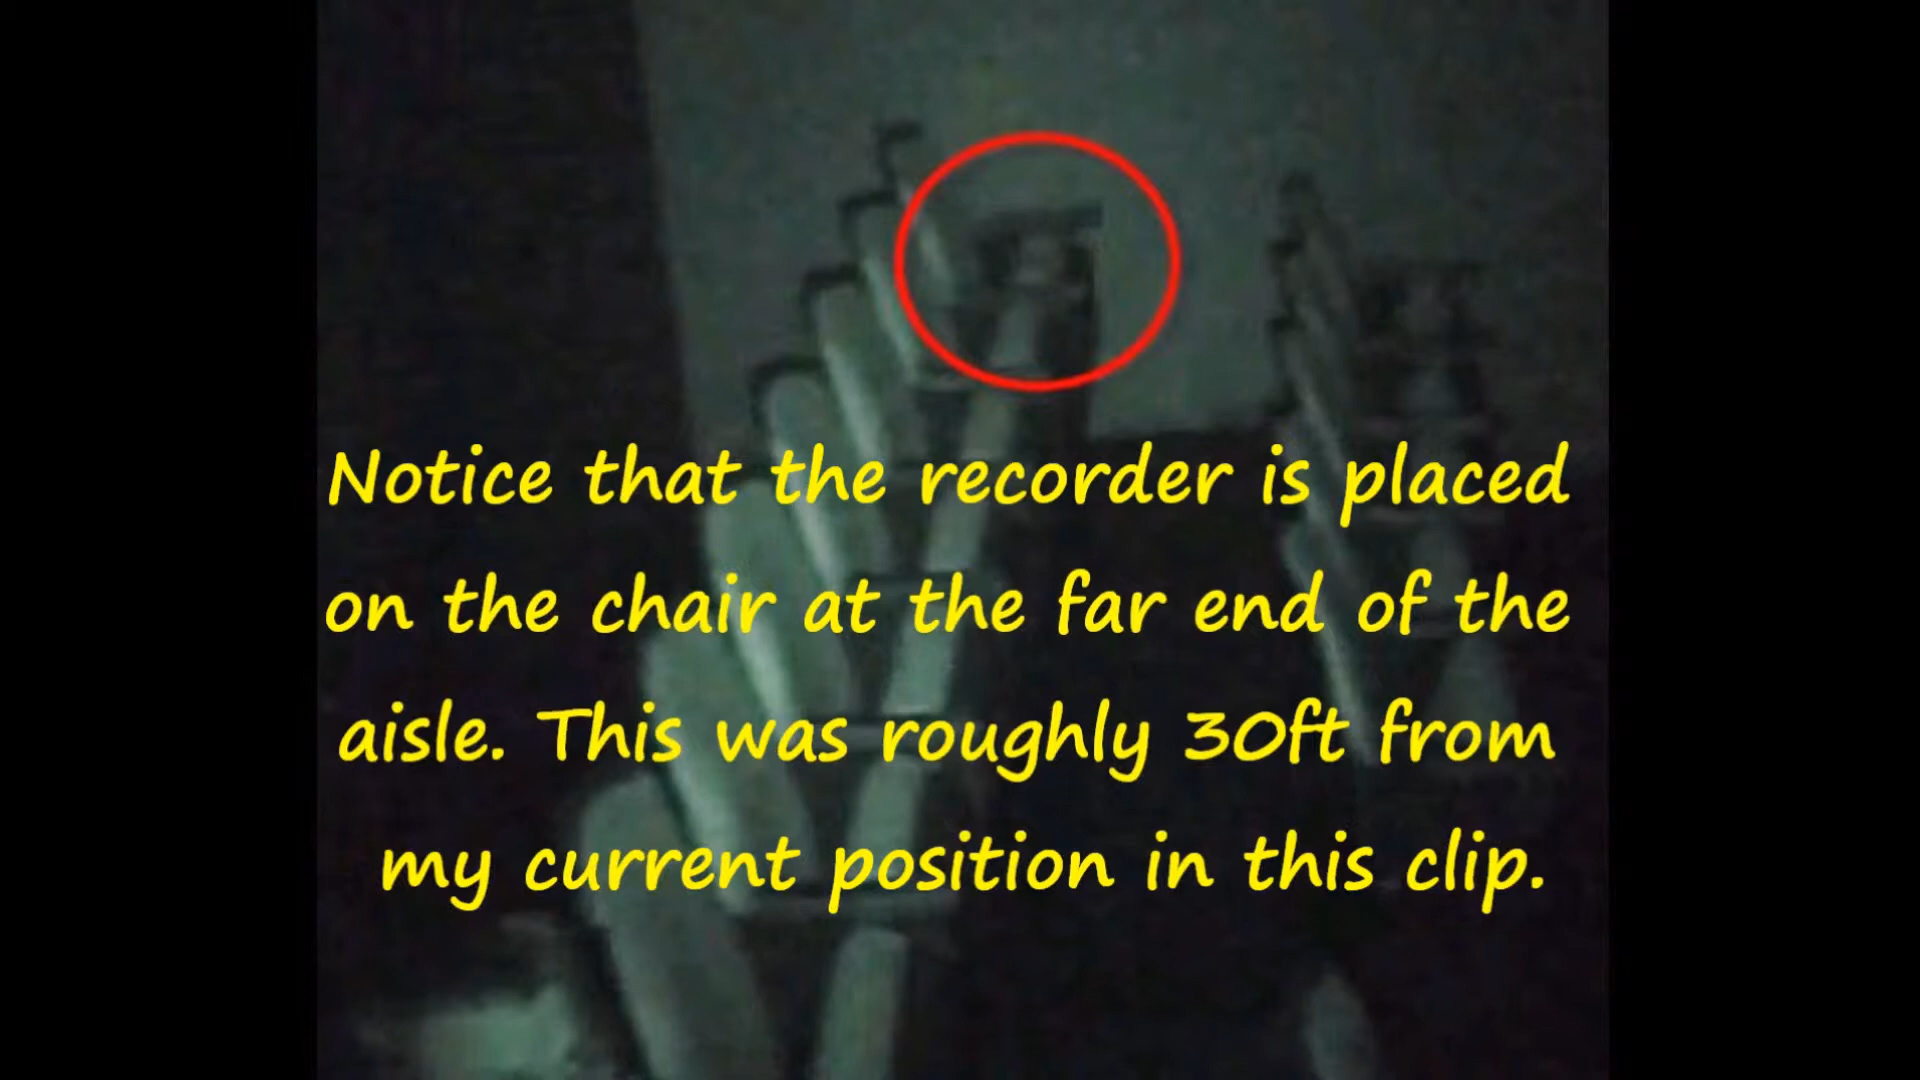 Notice that the recorder is placed
on the chair at the far end of the
aisle. This was roughly 30ft from
my current position in this clip.